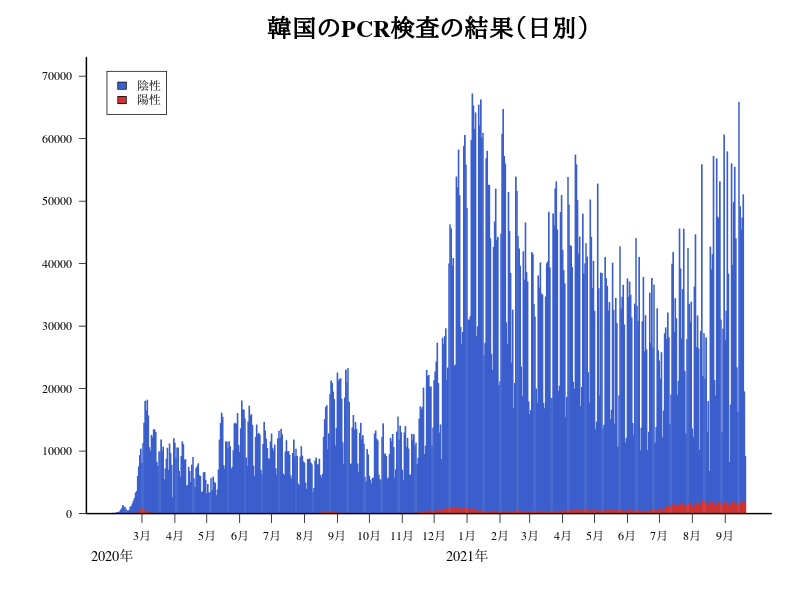 韓国のPCR検査の結果（日別）
陰性
陽性
70000
60000
50000
40000
30000
20000
10000
0
3月 4月 5月 6月 7月 8月 9月 10月 11月 12月 1月 2月 3月 4月 5月 6月 7月 8月 9月
2020年 2021年